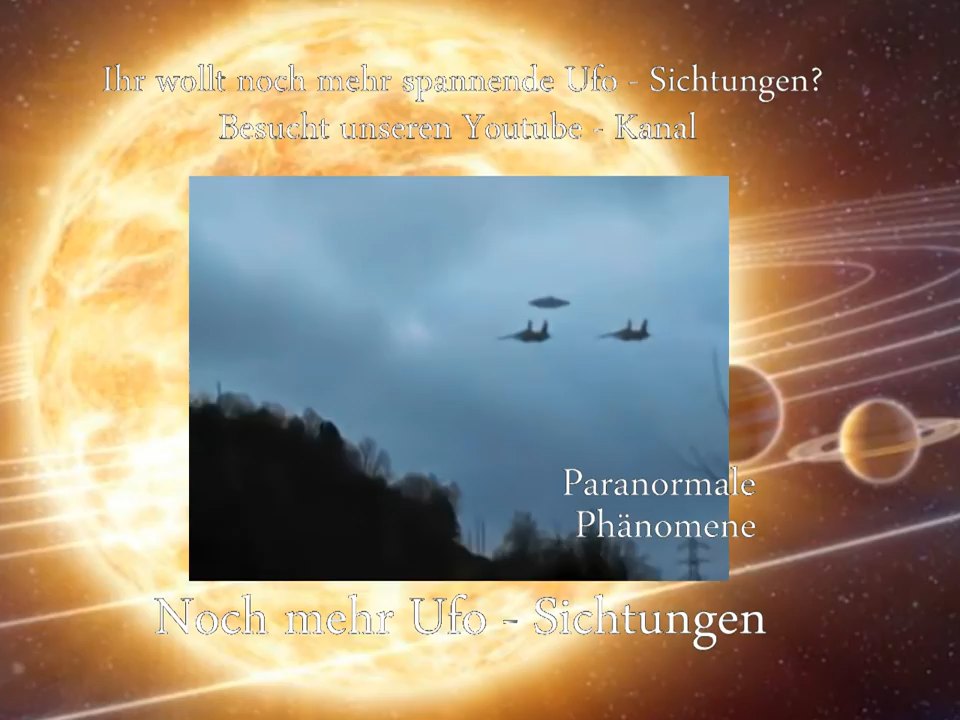 Ihr wollt noch mehr spannende Ufo - Sichtungen?
Besucht unseren Youtube - Kanal
Paranormale
Phänomene
Noch mehr Ufo - Sichtungen